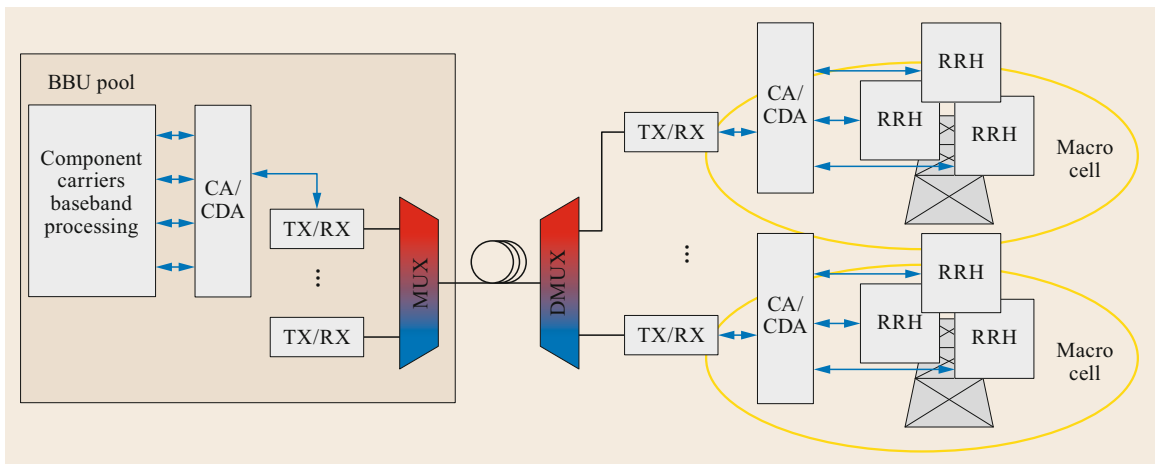 BBU pool
Component
carriers
baseband
processing
CA/
CDA
TX/RX
⋮
TX/RX
MUX
DMUX
TX/RX
⋮
TX/RX
CA/
CDA
RRH
RRH
RRH
Macro
cell
CA/
CDA
RRH
RRH
RRH
Macro
cell